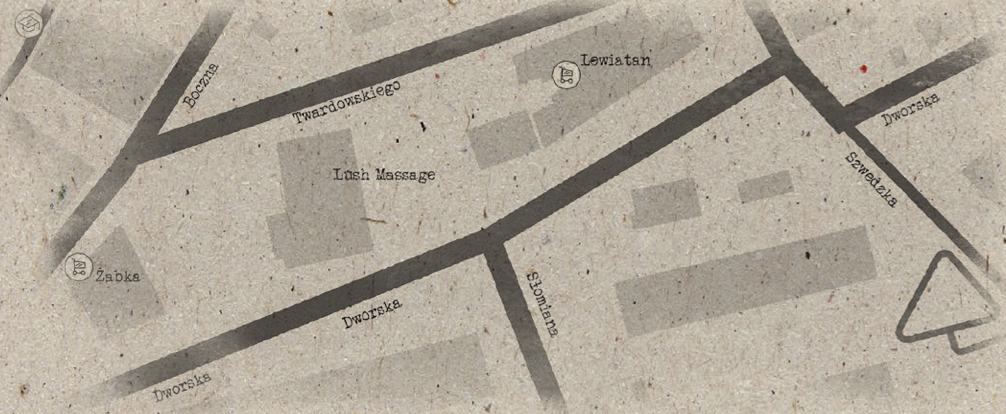 Lewiatan
Boczna
Twardowskiego
Dworska
Lush Massage
Szwedzka
Żabka
Słomiana
Dworska
Dworska